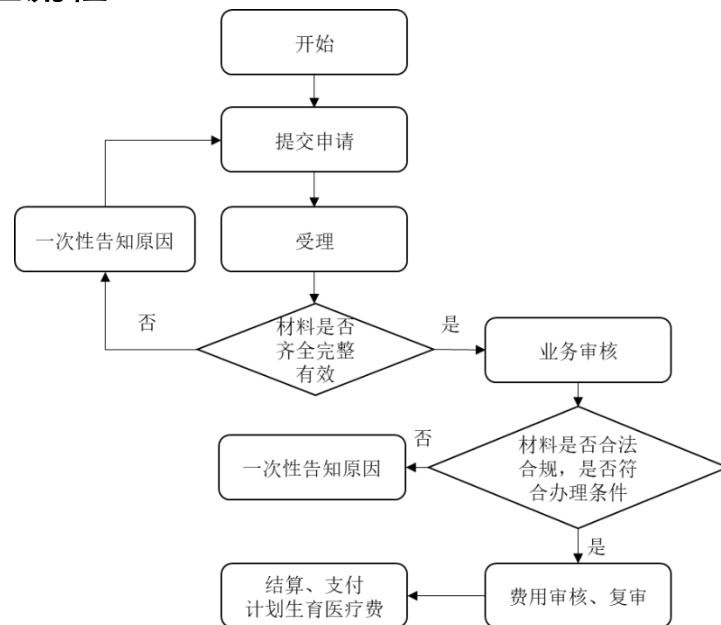 开始
提交申请
一次性告知原因
受理
否
材料是否
齐全完整
有效
是
业务审核
否
一次性告知原因
材料是否合法
合规，是否符
合办理条件
是
结算、支付
计划生育医疗费
费用审核、复审